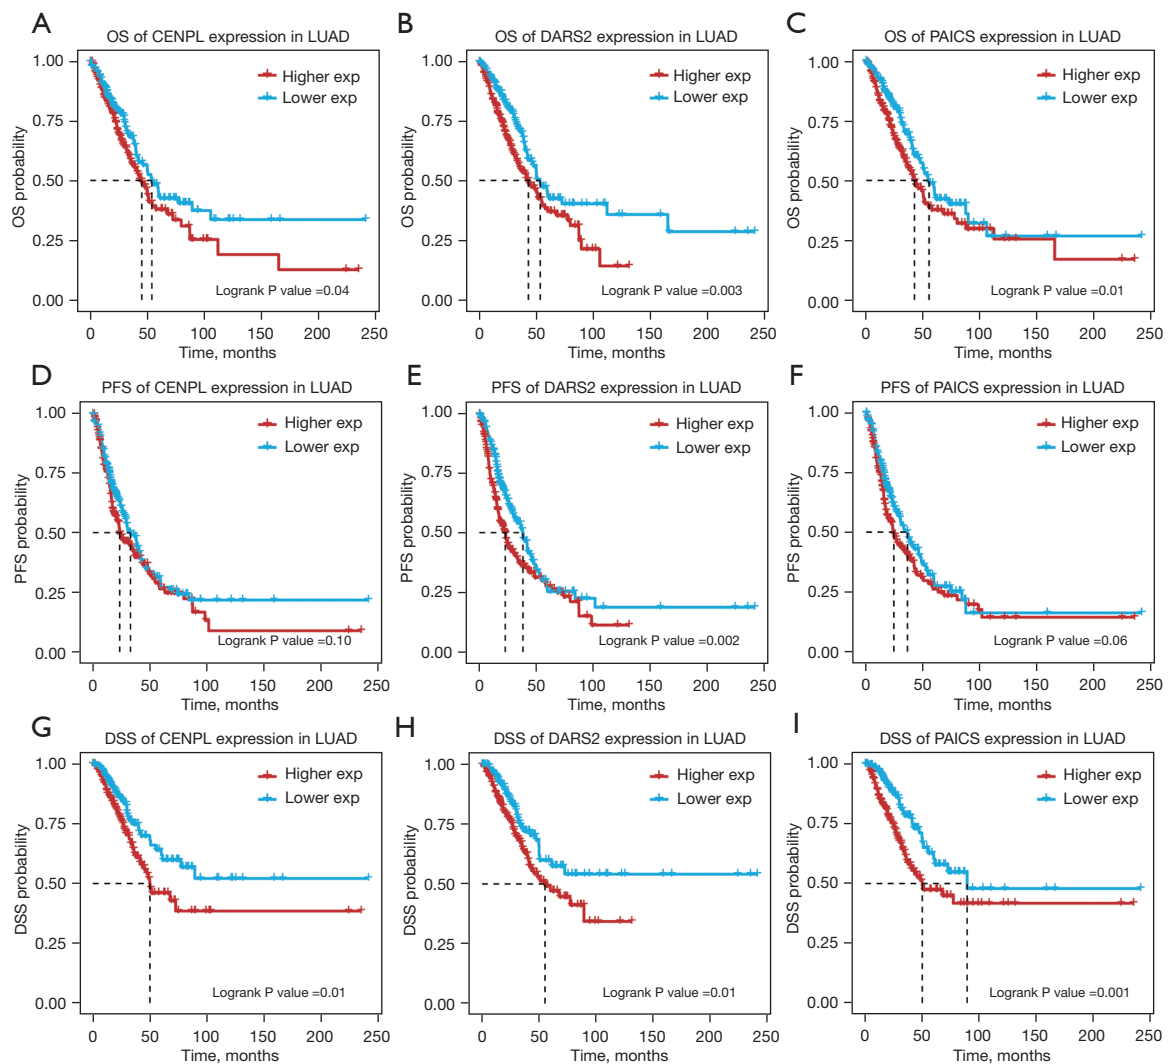 A
OS of CENPL expression in LUAD
1.00
0.75
0.50
0.25
0.00
OS probability
Higher exp
Lower exp
Logrank P value =0.04
0 50 100 150 200 250
Time, months
B
OS of DARS2 expression in LUAD
1.00
0.75
0.50
0.25
0.00
OS probability
Higher exp
Lower exp
Logrank P value =0.003
0 50 100 150 200 250
Time, months
C
OS of PAICS expression in LUAD
1.00
0.75
0.50
0.25
0.00
OS probability
Higher exp
Lower exp
Logrank P value =0.01
0 50 100 150 200 250
Time, months
D
PFS of CENPL expression in LUAD
1.00
0.75
0.50
0.25
0.00
PFS probability
Higher exp
Lower exp
Logrank P value =0.10
0 50 100 150 200 250
Time, months
E
PFS of DARS2 expression in LUAD
1.00
0.75
0.50
0.25
0.00
PFS probability
Higher exp
Lower exp
Logrank P value =0.002
0 50 100 150 200 250
Time, months
F
PFS of PAICS expression in LUAD
1.00
0.75
0.50
0.25
0.00
PFS probability
Higher exp
Lower exp
Logrank P value =0.06
0 50 100 150 200 250
Time, months
G
DSS of CENPL expression in LUAD
1.00
0.75
0.50
0.25
0.00
DSS probability
Higher exp
Lower exp
Logrank P value =0.01
0 50 100 150 200 250
Time, months
H
DSS of DARS2 expression in LUAD
1.00
0.75
0.50
0.25
0.00
DSS probability
Higher exp
Lower exp
Logrank P value =0.01
0 50 100 150 200 250
Time, months
I
DSS of PAICS expression in LUAD
1.00
0.75
0.50
0.25
0.00
DSS probability
Higher exp
Lower exp
Logrank P value =0.001
0 50 100 150 200 250
Time, months